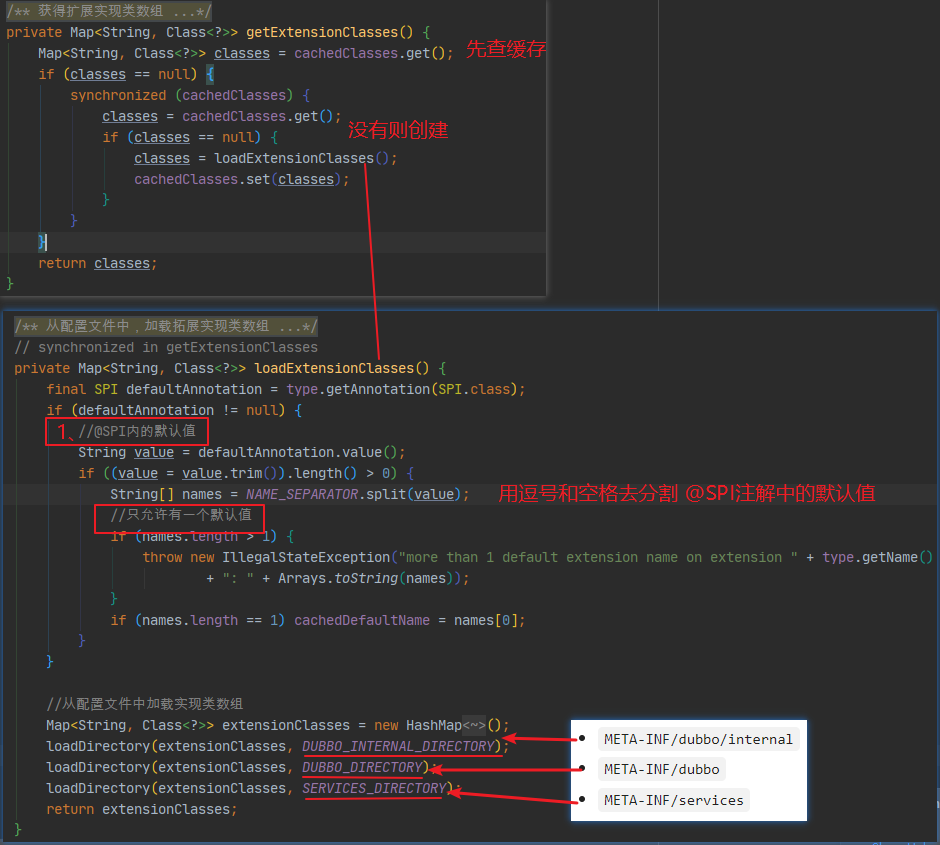 /** 获得扩展实现类数组 ...*/
private Map<String, Class<?>> getExtensionClasses() {
Map<String, Class<?>> classes = cachedClasses.get(); 先查缓存
if (classes == null) {
synchronized (cachedClasses) {
classes = cachedClasses.get();
if (classes == null) { 没有则创建
classes = loadExtensionClasses();
cachedClasses.set(classes);
}
}
}
return classes;
}
/** 从配置文件中，加载拓展实现类数组 ...*/
// synchronized in getExtensionClasses
private Map<String, Class<?>> loadExtensionClasses() {
final SPI defaultAnnotation = type.getAnnotation(SPI.class);
if (defaultAnnotation != null) {
1、//@SPI内的默认值
String value = defaultAnnotation.value();
if ((value = value.trim()).length() > 0) {
String[] names = NAME_SEPARATOR.split(value); 用逗号和空格去分割 @SPI注解中的默认值
//只允许有一个默认值
if (names.length > 1) {
throw new IllegalStateException("more than 1 default extension name on extension " + type.getName()
+ ": " + Arrays.toString(names));
}
if (names.length == 1) cachedDefaultName = names[0];
}
}
//从配置文件中加载实现类数组
Map<String, Class<?>> extensionClasses = new HashMap<~>();
loadDirectory(extensionClasses, DUBBO_INTERNAL_DIRECTORY); META-INF/dubbo/internal
loadDirectory(extensionClasses, DUBBO_DIRECTORY); META-INF/dubbo
loadDirectory(extensionClasses, SERVICES_DIRECTORY); META-INF/services
return extensionClasses;
}